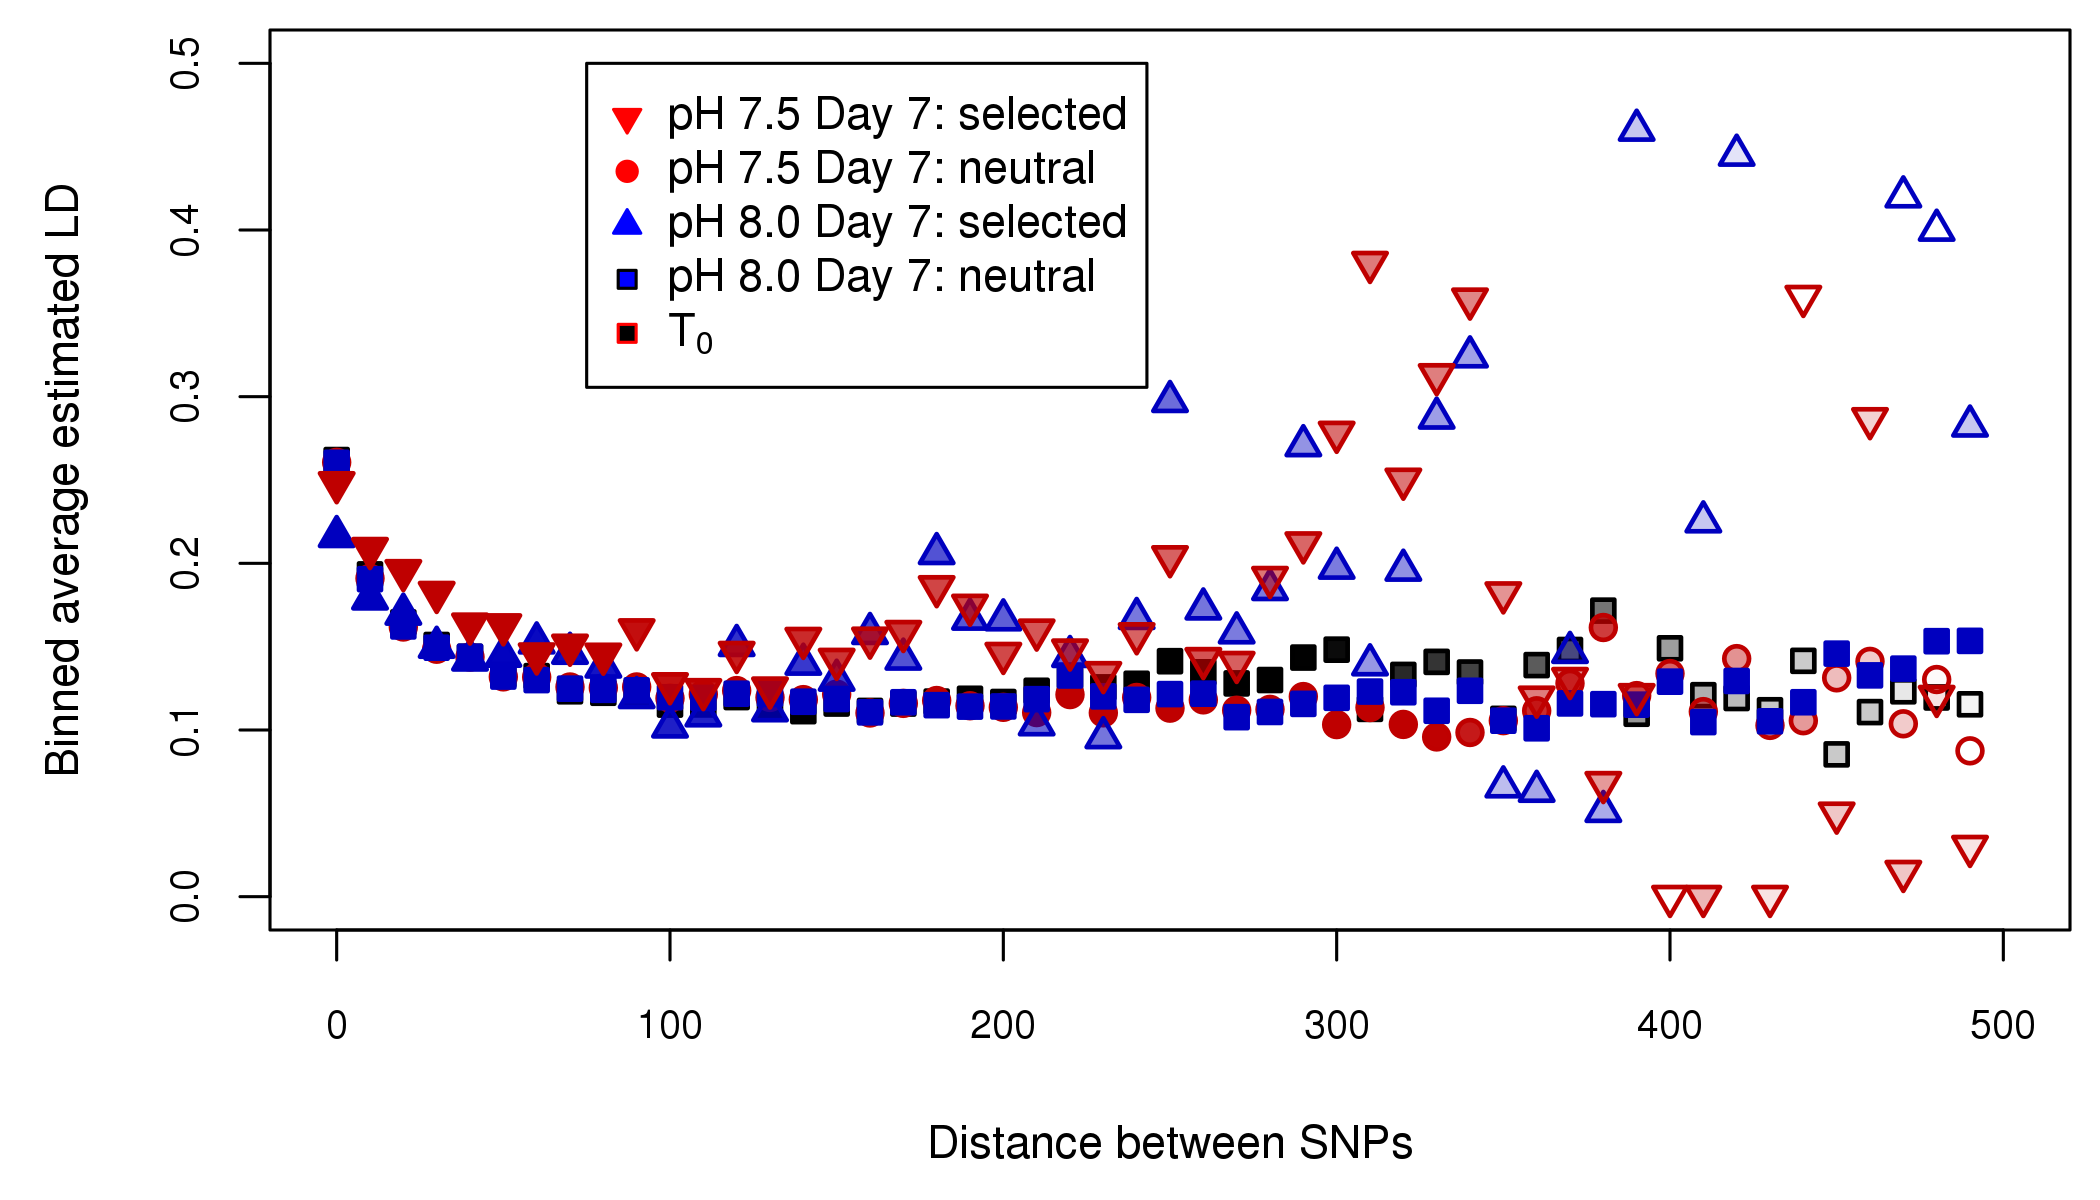 0.5
0.4
0.3
0.2
0.1
0.0
Binned average estimated LD
pH 7.5 Day 7: selected
pH 7.5 Day 7: neutral
pH 8.0 Day 7: selected
pH 8.0 Day 7: neutral
T0
0 100 200 300 400 500
Distance between SNPs